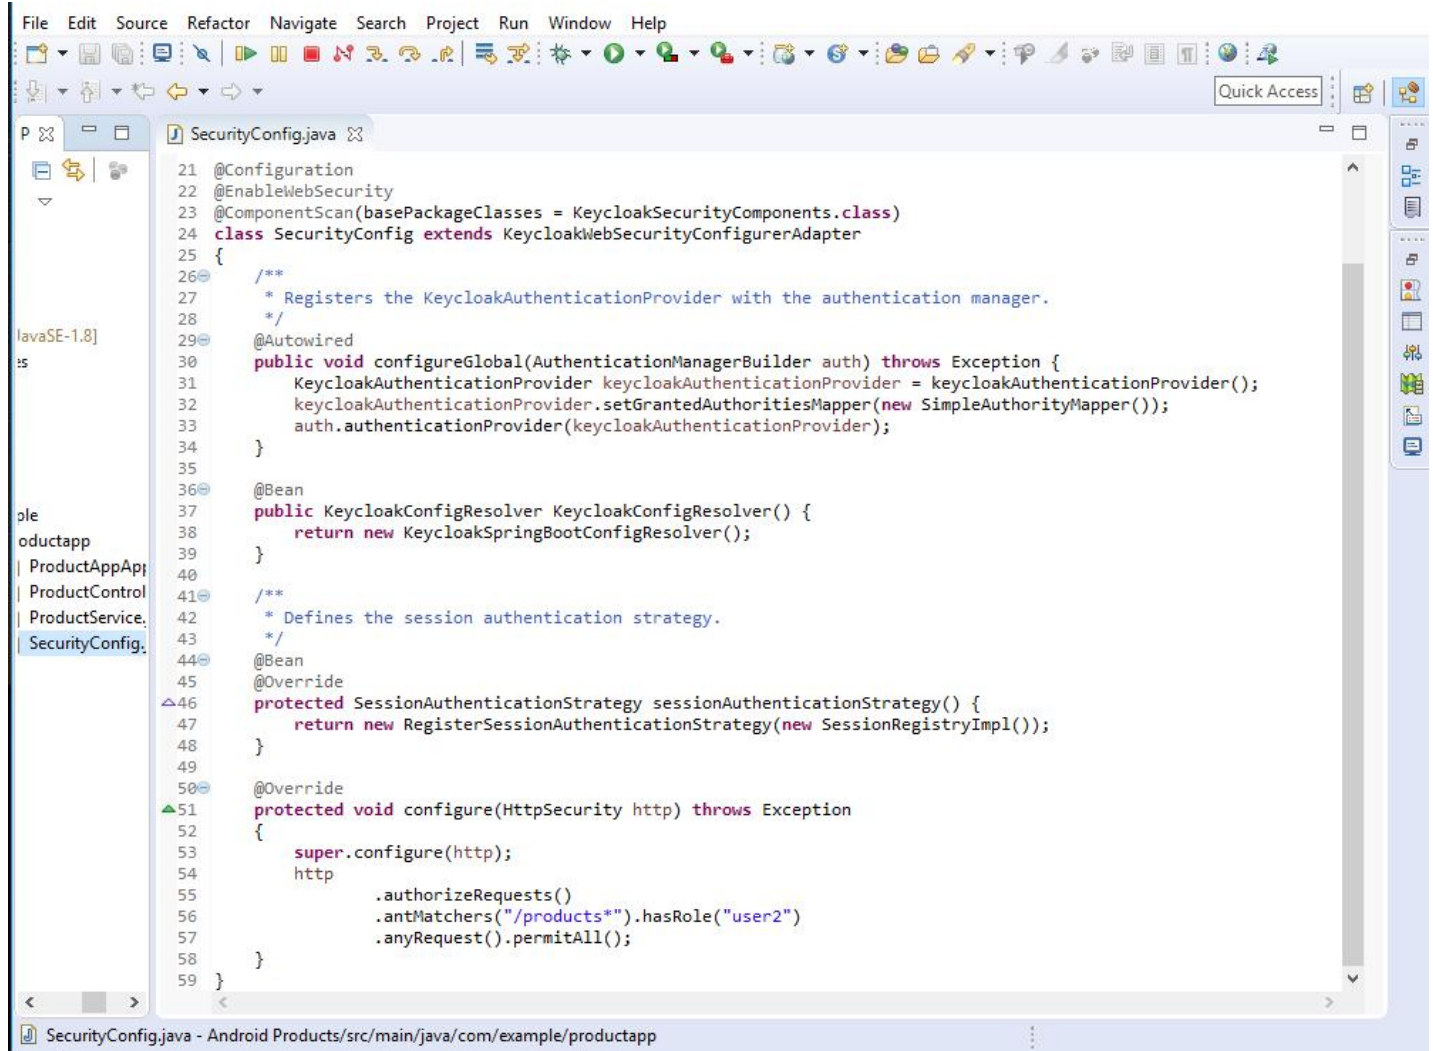 File Edit Source Refactor Navigate Search Project Run Window Help
Quick Access
P
SecurityConfig.java
JavaSE-1.8]
es
ple
oductapp
ProductAppApp
ProductControl
ProductService.
SecurityConfig.
21 @Configuration
22 @EnableWebSecurity
23 @ComponentScan(basePackageClasses = KeycloakSecurityComponents.class)
24 class SecurityConfig extends KeycloakWebSecurityConfigurerAdapter
25 {
26 /**
27 * Registers the KeycloakAuthenticationProvider with the authentication manager.
28 */
29 @Autowired
30 public void configureGlobal(AuthenticationManagerBuilder auth) throws Exception {
31 KeycloakAuthenticationProvider keycloakAuthenticationProvider = keycloakAuthenticationProvider();
32 keycloakAuthenticationProvider.setGrantedAuthoritiesMapper(new SimpleAuthorityMapper());
33 auth.authenticationProvider(keycloakAuthenticationProvider);
34 }
35
36 @Bean
37 public KeycloakConfigResolver KeycloakConfigResolver() {
38 return new KeycloakSpringBootConfigResolver();
39 }
40
41 /**
42 * Defines the session authentication strategy.
43 */
44 @Bean
45 @Override
46 protected SessionAuthenticationStrategy sessionAuthenticationStrategy() {
47 return new RegisterSessionAuthenticationStrategy(new SessionRegistryImpl());
48 }
49
50 @Override
51 protected void configure(HttpSecurity http) throws Exception
52 {
53 super.configure(http);
54 http
55 .authorizeRequests()
56 .antMatchers("/products*").hasRole("user2")
57 .anyRequest().permitAll();
58 }
59 }
SecurityConfig.java - Android Products/src/main/java/com/example/productapp